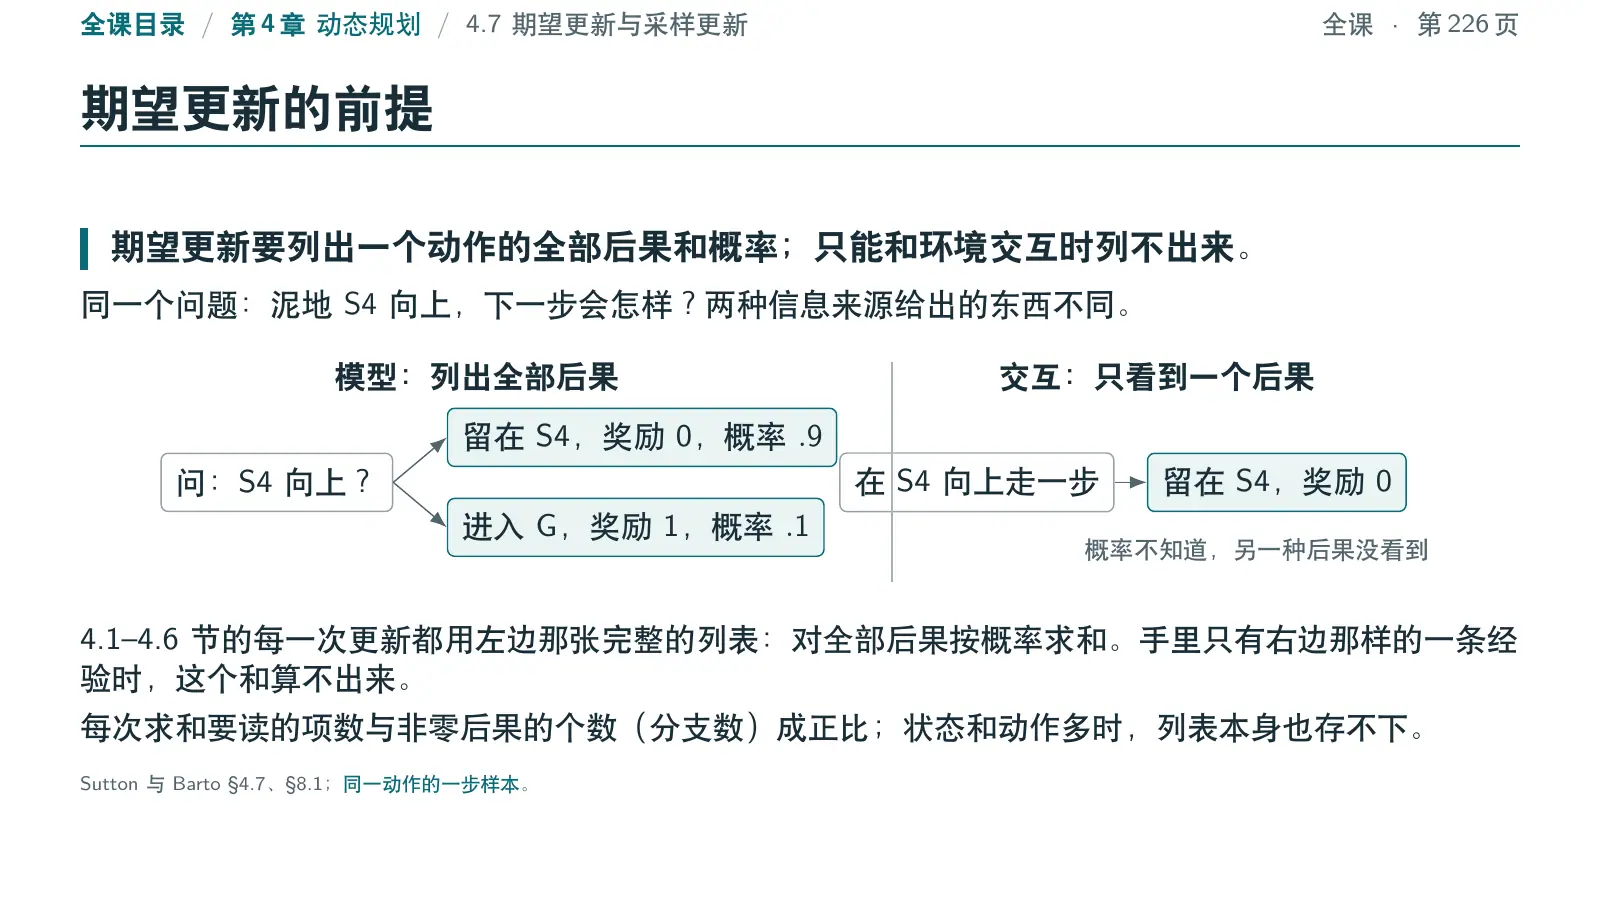 全课目录 / 第 4 章 动态规划 / 4.7 期望更新与采样更新
全课 · 第 226 页
期望更新的前提
期望更新要列出一个动作的全部后果和概率；只能和环境交互时列不出来。
同一个问题：泥地 S4 向上，下一步会怎样？两种信息来源给出的东西不同。
模型：列出全部后果
问：S4 向上？
留在 S4，奖励 0，概率 .9
进入 G，奖励 1，概率 .1
交互：只看到一个后果
在 S4 向上走一步
留在 S4，奖励 0
概率不知道，另一种后果没看到
4.1–4.6 节的每一次更新都用左边那张完整的列表：对全部后果按概率求和。手里只有右边那样的一条经
验时，这个和算不出来。
每次求和要读的项数与非零后果的个数（分支数）成正比；状态和动作多时，列表本身也存不下。
Sutton 与 Barto §4.7、§8.1；同一动作的一步样本。